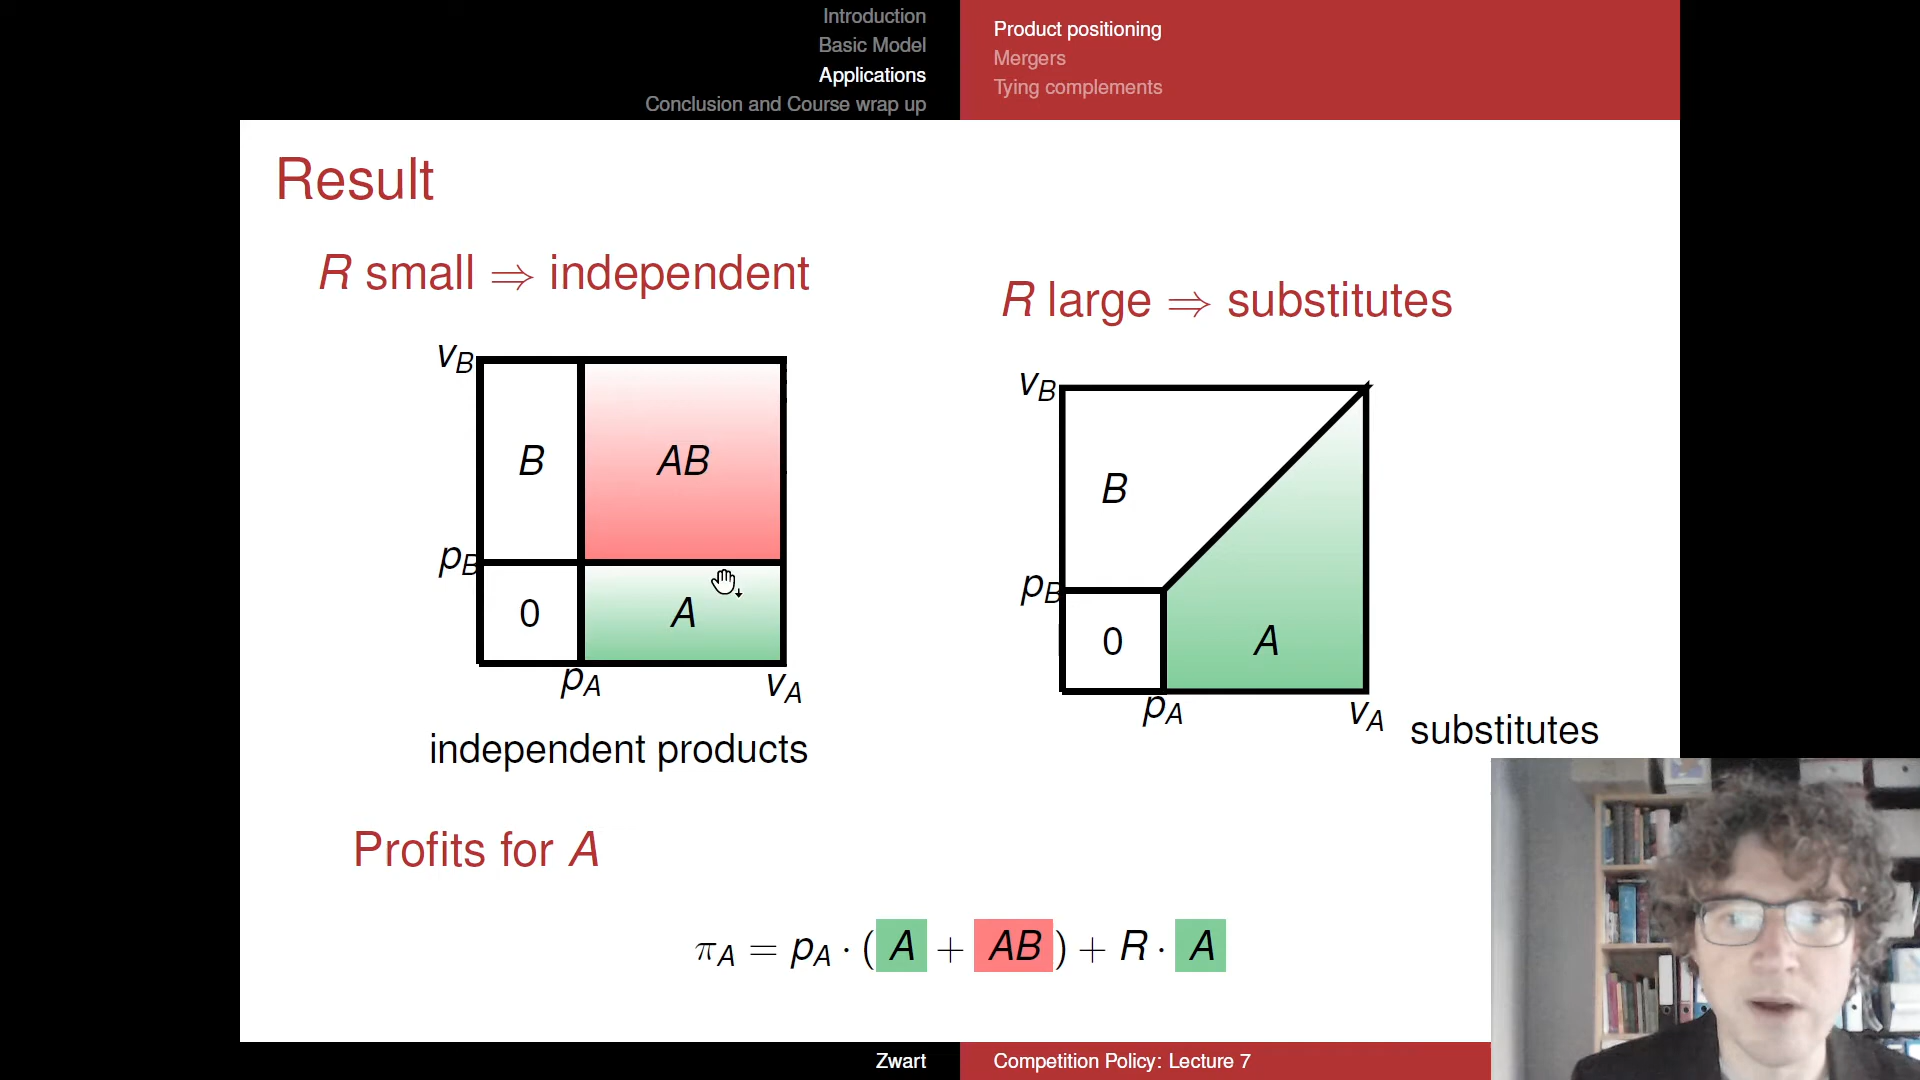 Introduction
Basic Model
Applications
Conclusion and Course wrap up
Product positioning
Mergers
Tying complements
Result
R small ⇒ independent
v_B
B
AB
p_B
0
A
p_A
v_A
independent products
R large ⇒ substitutes
v_B
B
p_B
0
A
p_A
v_A
substitutes
Profits for A
π_A = p_A · ( A + AB ) + R · A
Zwart
Competition Policy: Lecture 7